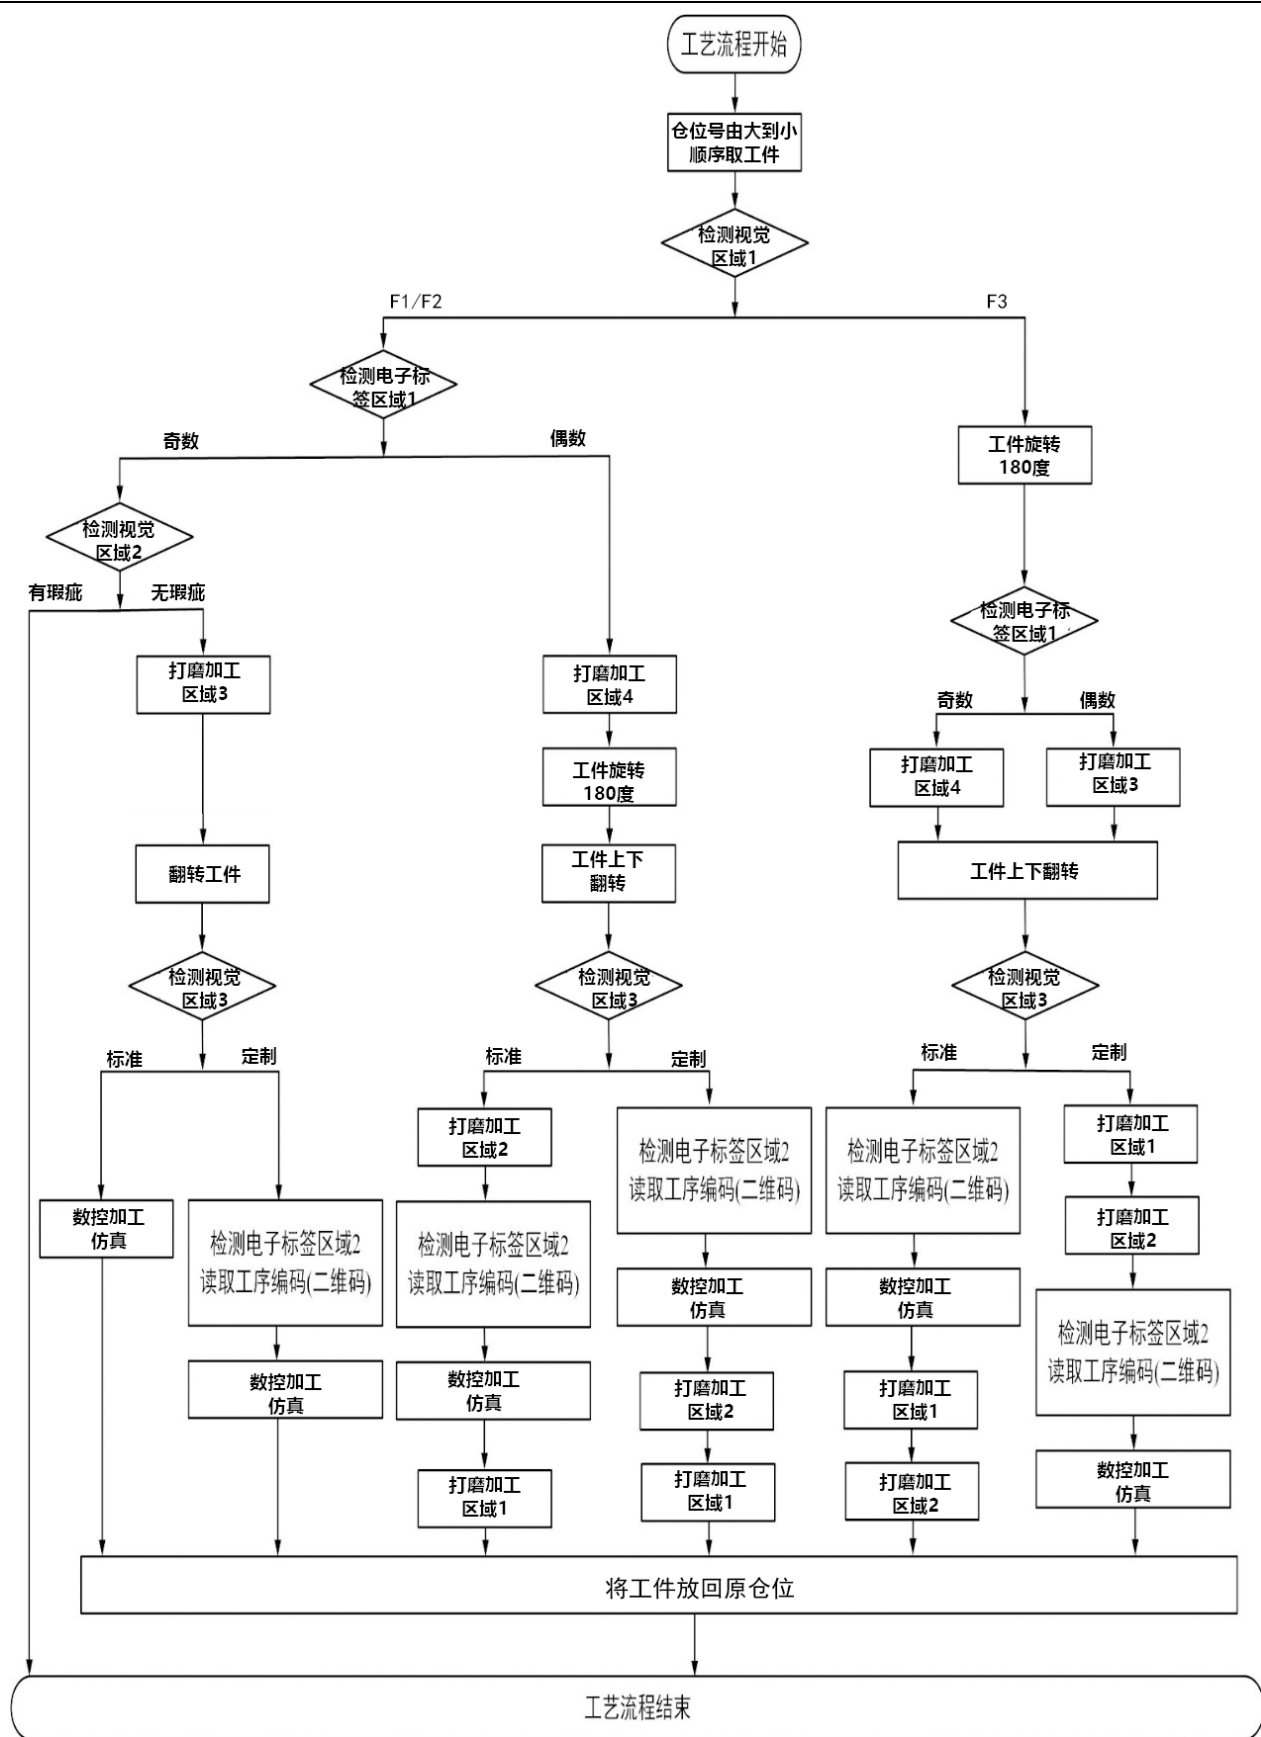 工艺流程开始
仓位号由大到小
顺序取工件
检测视觉
区域1
F1/F2
F3
检测电子标
签区域1
奇数
偶数
工件旋转
180度
检测视觉
区域2
有瑕疵
无瑕疵
检测电子标
签区域1
打磨加工
区域3
打磨加工
区域4
奇数
偶数
工件旋转
180度
打磨加工
区域4
打磨加工
区域3
翻转工件
工件上下
翻转
工件上下翻转
检测视觉
区域3
检测视觉
区域3
检测视觉
区域3
标准
定制
标准
定制
标准
定制
打磨加工
区域2
检测电子标签区域2
读取工序编码(二维码)
检测电子标签区域2
读取工序编码(二维码)
打磨加工
区域1
数控加工
仿真
检测电子标签区域2
读取工序编码(二维码)
检测电子标签区域2
读取工序编码(二维码)
打磨加工
区域2
数控加工
仿真
数控加工
仿真
检测电子标签区域2
读取工序编码(二维码)
数控加工
仿真
数控加工
仿真
打磨加工
区域2
打磨加工
区域1
打磨加工
区域1
打磨加工
区域1
打磨加工
区域2
数控加工
仿真
将工件放回原仓位
工艺流程结束